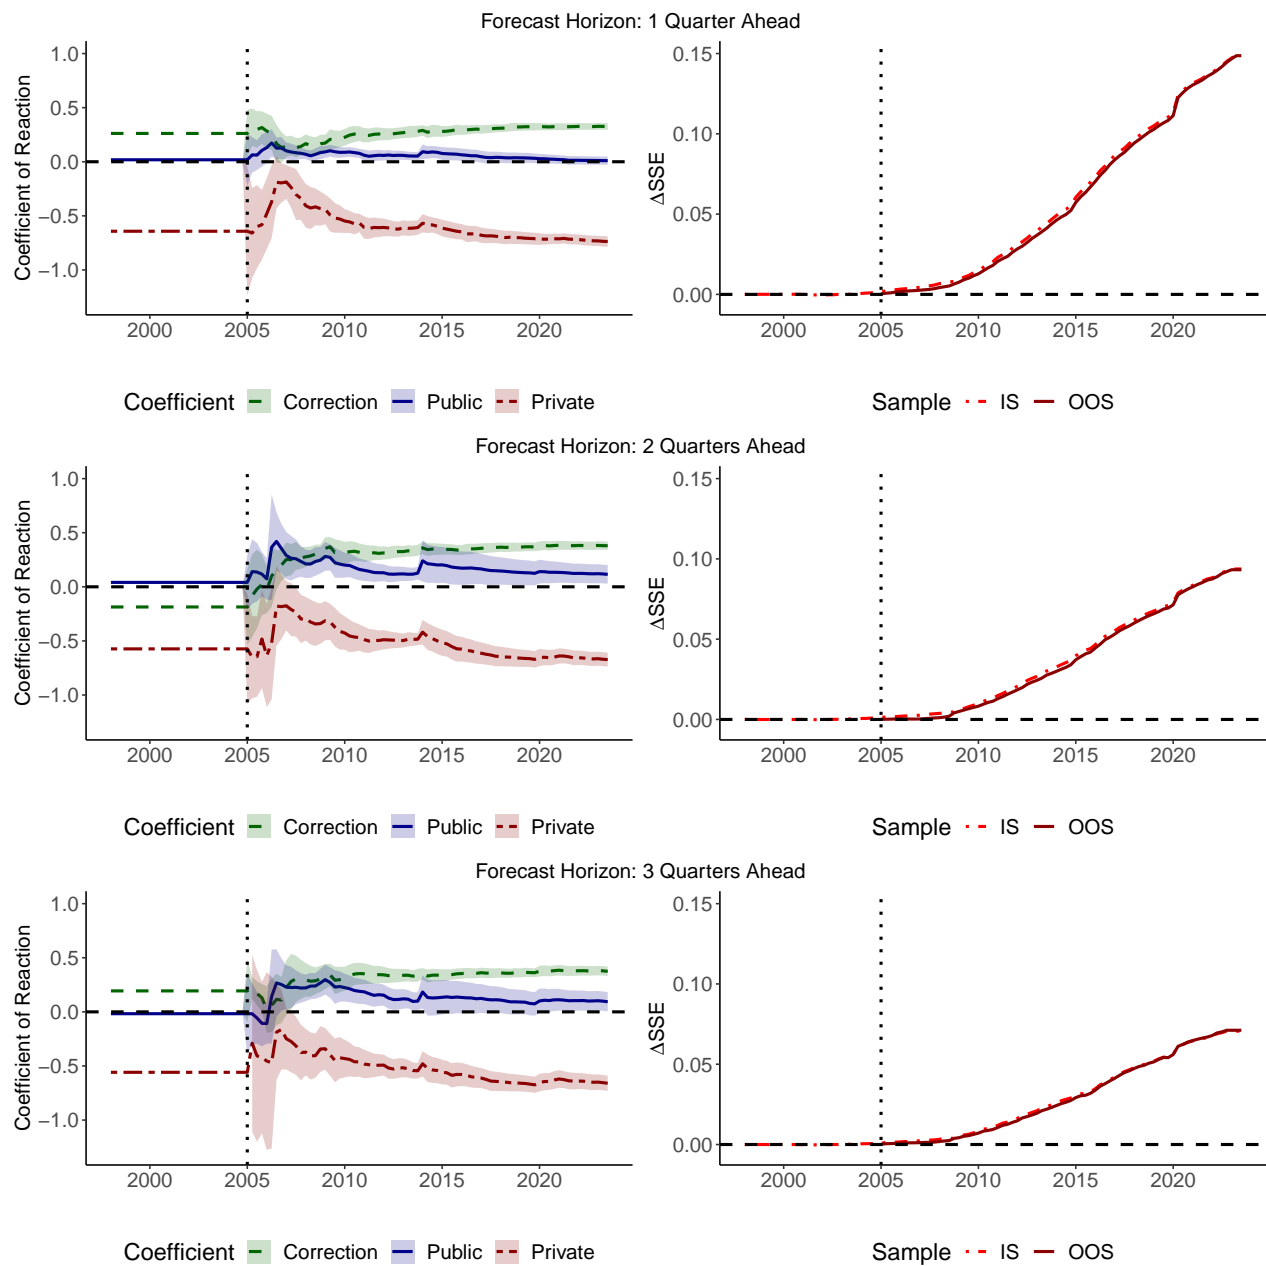 Forecast Horizon: 1 Quarter Ahead
Coefficient of Reaction
1.0
0.5
0.0
−0.5
−1.0
2000 2005 2010 2015 2020
ΔSSE
0.15
0.10
0.05
0.00
2000 2005 2010 2015 2020
Coefficient Correction Public Private
Sample IS OOS
Forecast Horizon: 2 Quarters Ahead
Coefficient of Reaction
1.0
0.5
0.0
−0.5
−1.0
2000 2005 2010 2015 2020
ΔSSE
0.15
0.10
0.05
0.00
2000 2005 2010 2015 2020
Coefficient Correction Public Private
Sample IS OOS
Forecast Horizon: 3 Quarters Ahead
Coefficient of Reaction
1.0
0.5
0.0
−0.5
−1.0
2000 2005 2010 2015 2020
ΔSSE
0.15
0.10
0.05
0.00
2000 2005 2010 2015 2020
Coefficient Correction Public Private
Sample IS OOS